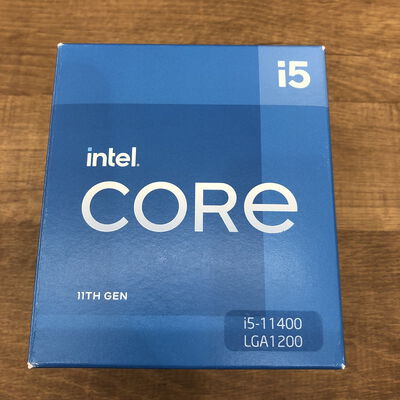 i5
intel.
CORE
11TH GEN
i5-11400
LGA1200